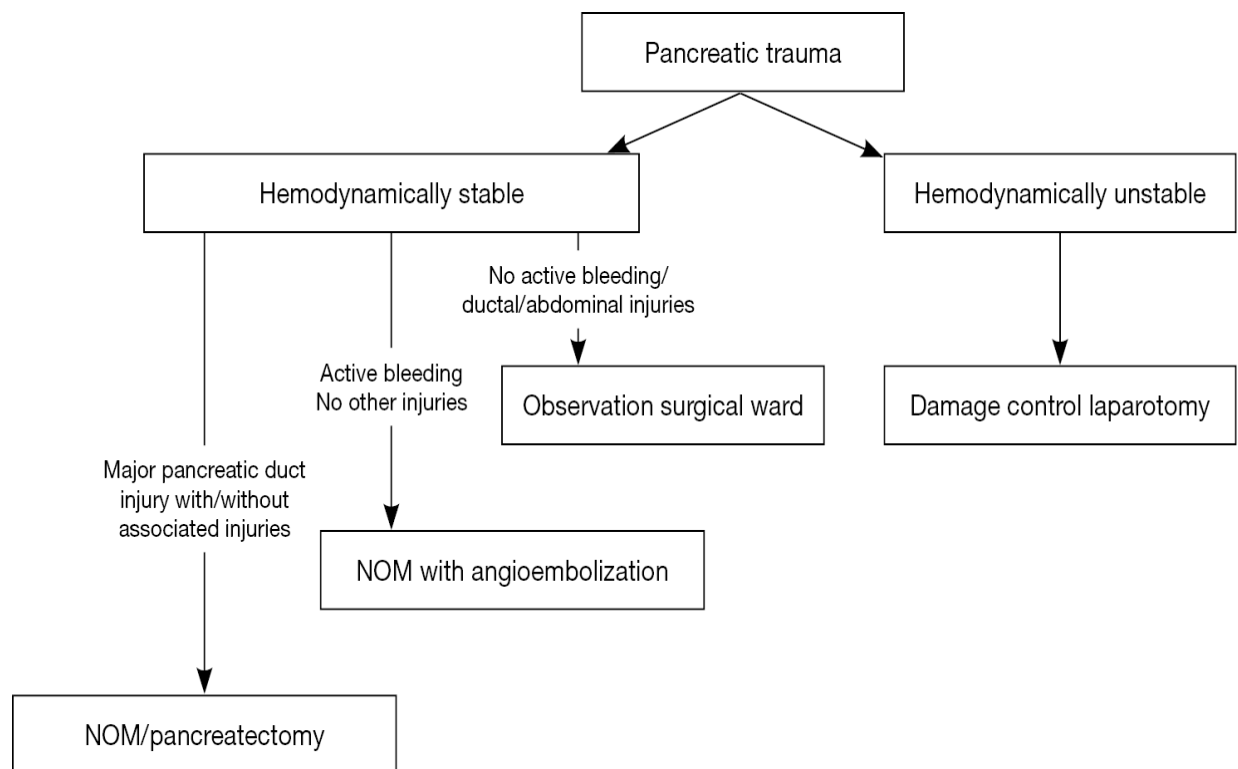 Pancreatic trauma
Hemodynamically stable
Hemodynamically unstable
No active bleeding/
ductal/abdominal injuries
Active bleeding
No other injuries
Observation surgical ward
Damage control laparotomy
Major pancreatic duct
injury with/without
associated injuries
NOM with angioembolization
NOM/pancreatectomy